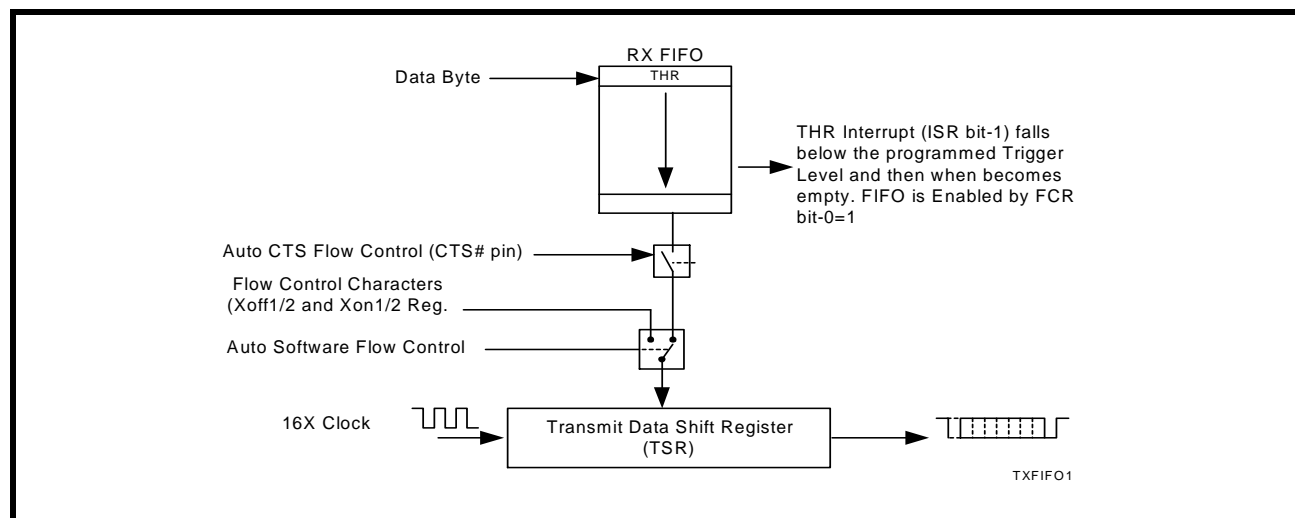 RX FIFO
Data Byte
THR
THR Interrupt (ISR bit-1) falls
below the programmed Trigger
Level and then when becomes
empty. FIFO is Enabled by FCR
bit-0=1
Auto CTS Flow Control (CTS# pin)
Flow Control Characters
(Xoff1/2 and Xon1/2 Reg.
Auto Software Flow Control
16X Clock
Transmit Data Shift Register
(TSR)
TXFIFO1